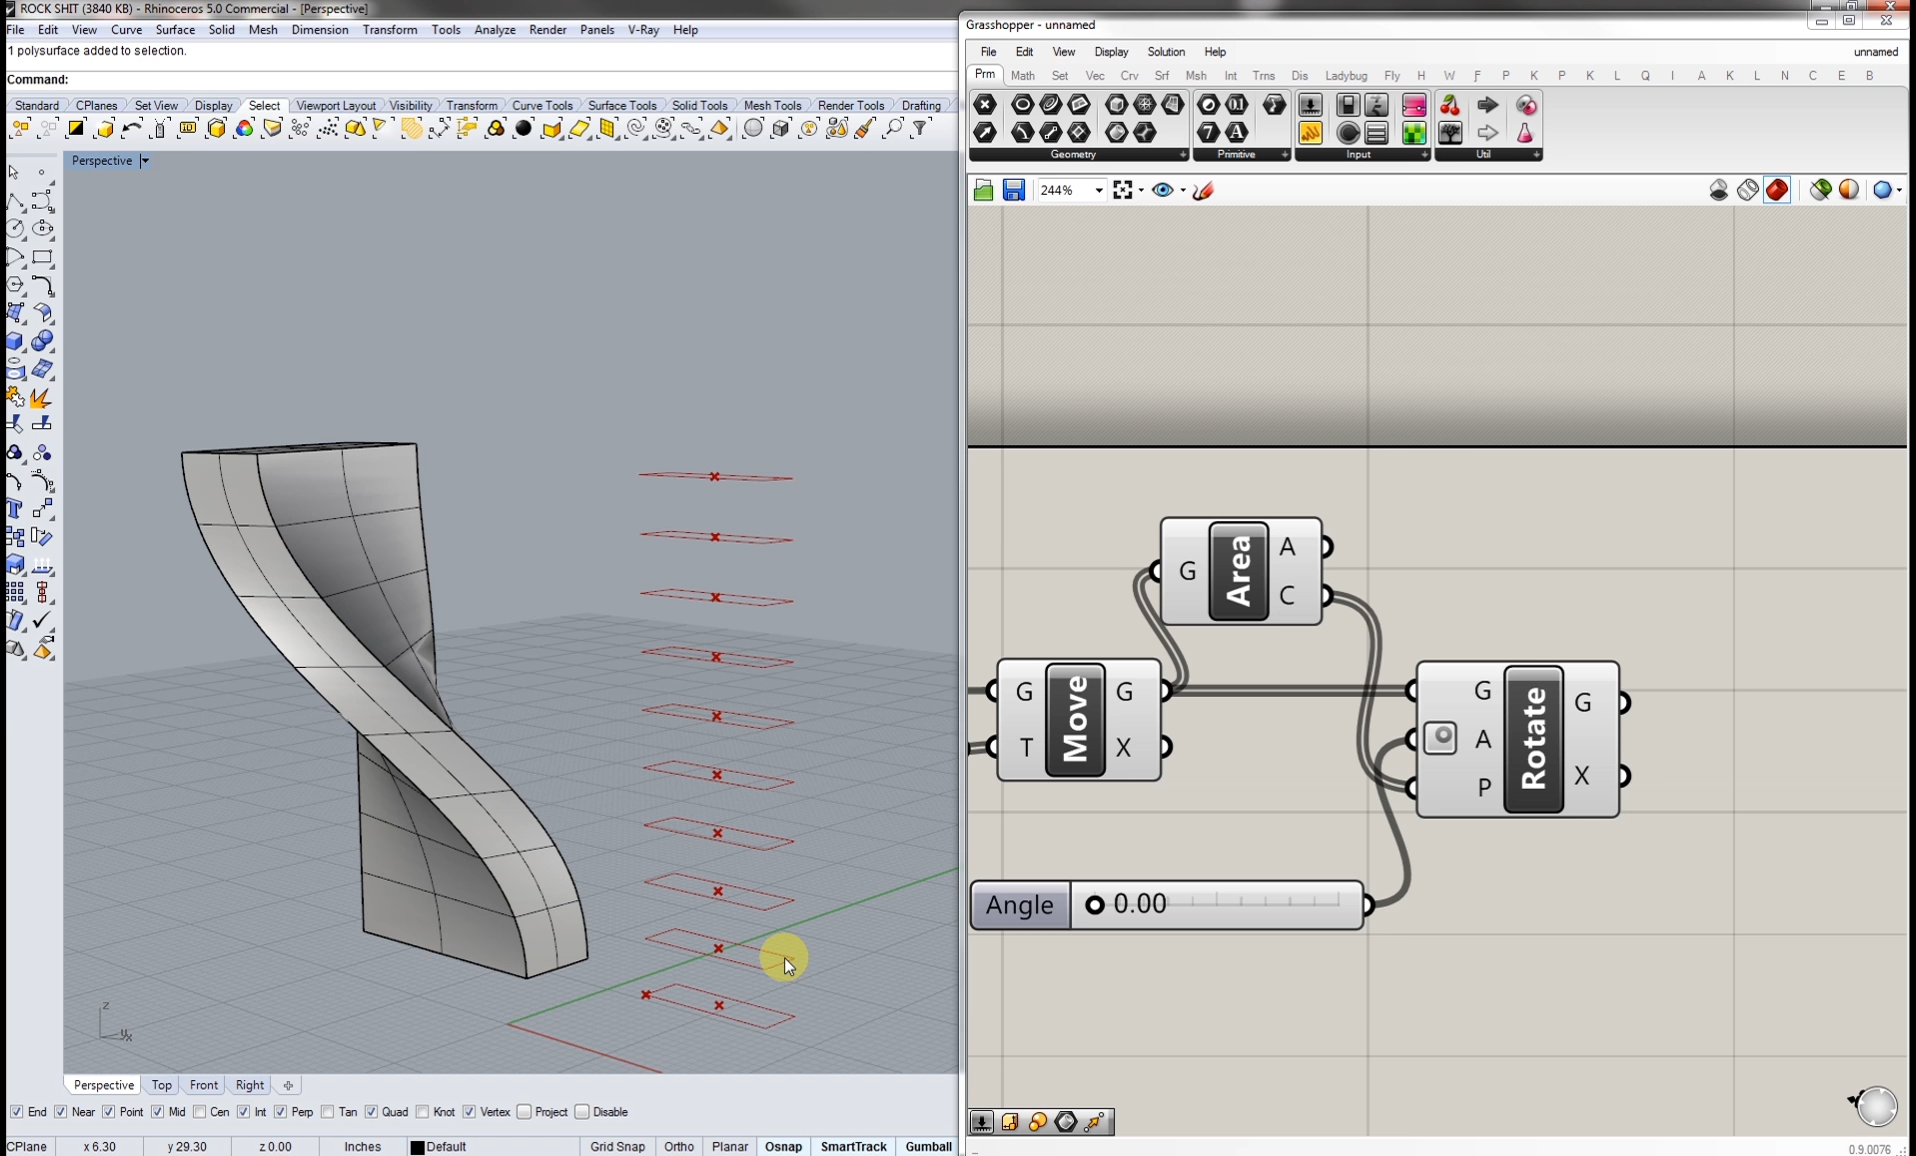 ROCK SHIT (3840 KB) - Rhinoceros 5.0 Commercial - [Perspective]
File Edit View Curve Surface Solid Mesh Dimension Transform Tools Analyze Render Panels V-Ray Help
1 polysurface added to selection.
Command:
Standard CPlanes Set View Display Select Viewport Layout Visibility Transform Curve Tools Surface Tools Solid Tools Mesh Tools Render Tools Drafting
Perspective
z
y x
Perspective Top Front Right
End Near Point Mid Cen Int Perp Tan Quad Knot Vertex Project Disable
CPlane x 6.30 y 29.30 z 0.00 Inches Default Grid Snap Ortho Planar Osnap SmartTrack Gumball
Grasshopper - unnamed
File Edit View Display Solution Help unnamed
Prm Math Set Vec Crv Srf Msh Int Trns Dis Ladybug Fly H W F P K P K L Q I A K L N C E B
Geometry Primitive Input Util
244%
G Area A C
G T Move G X
G A P Rotate G X
Angle 0.00
0.9.0076